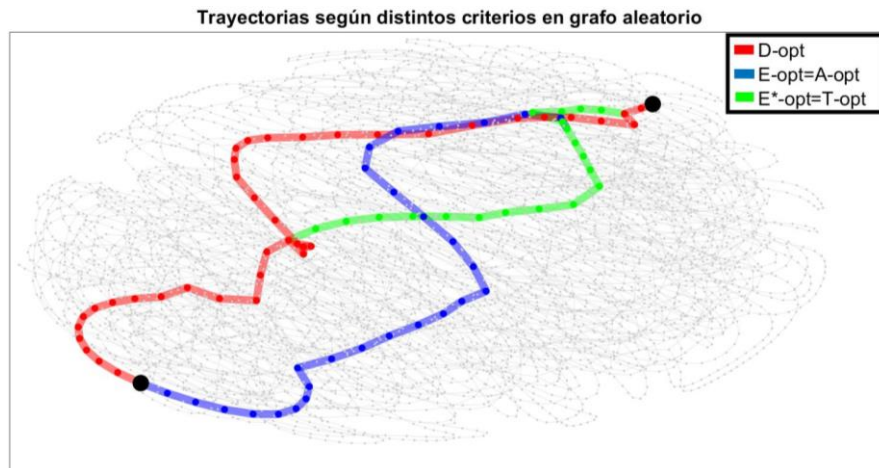 Trayectorias según distintos criterios en grafo aleatorio
D-opt
E-opt=A-opt
E*-opt=T-opt